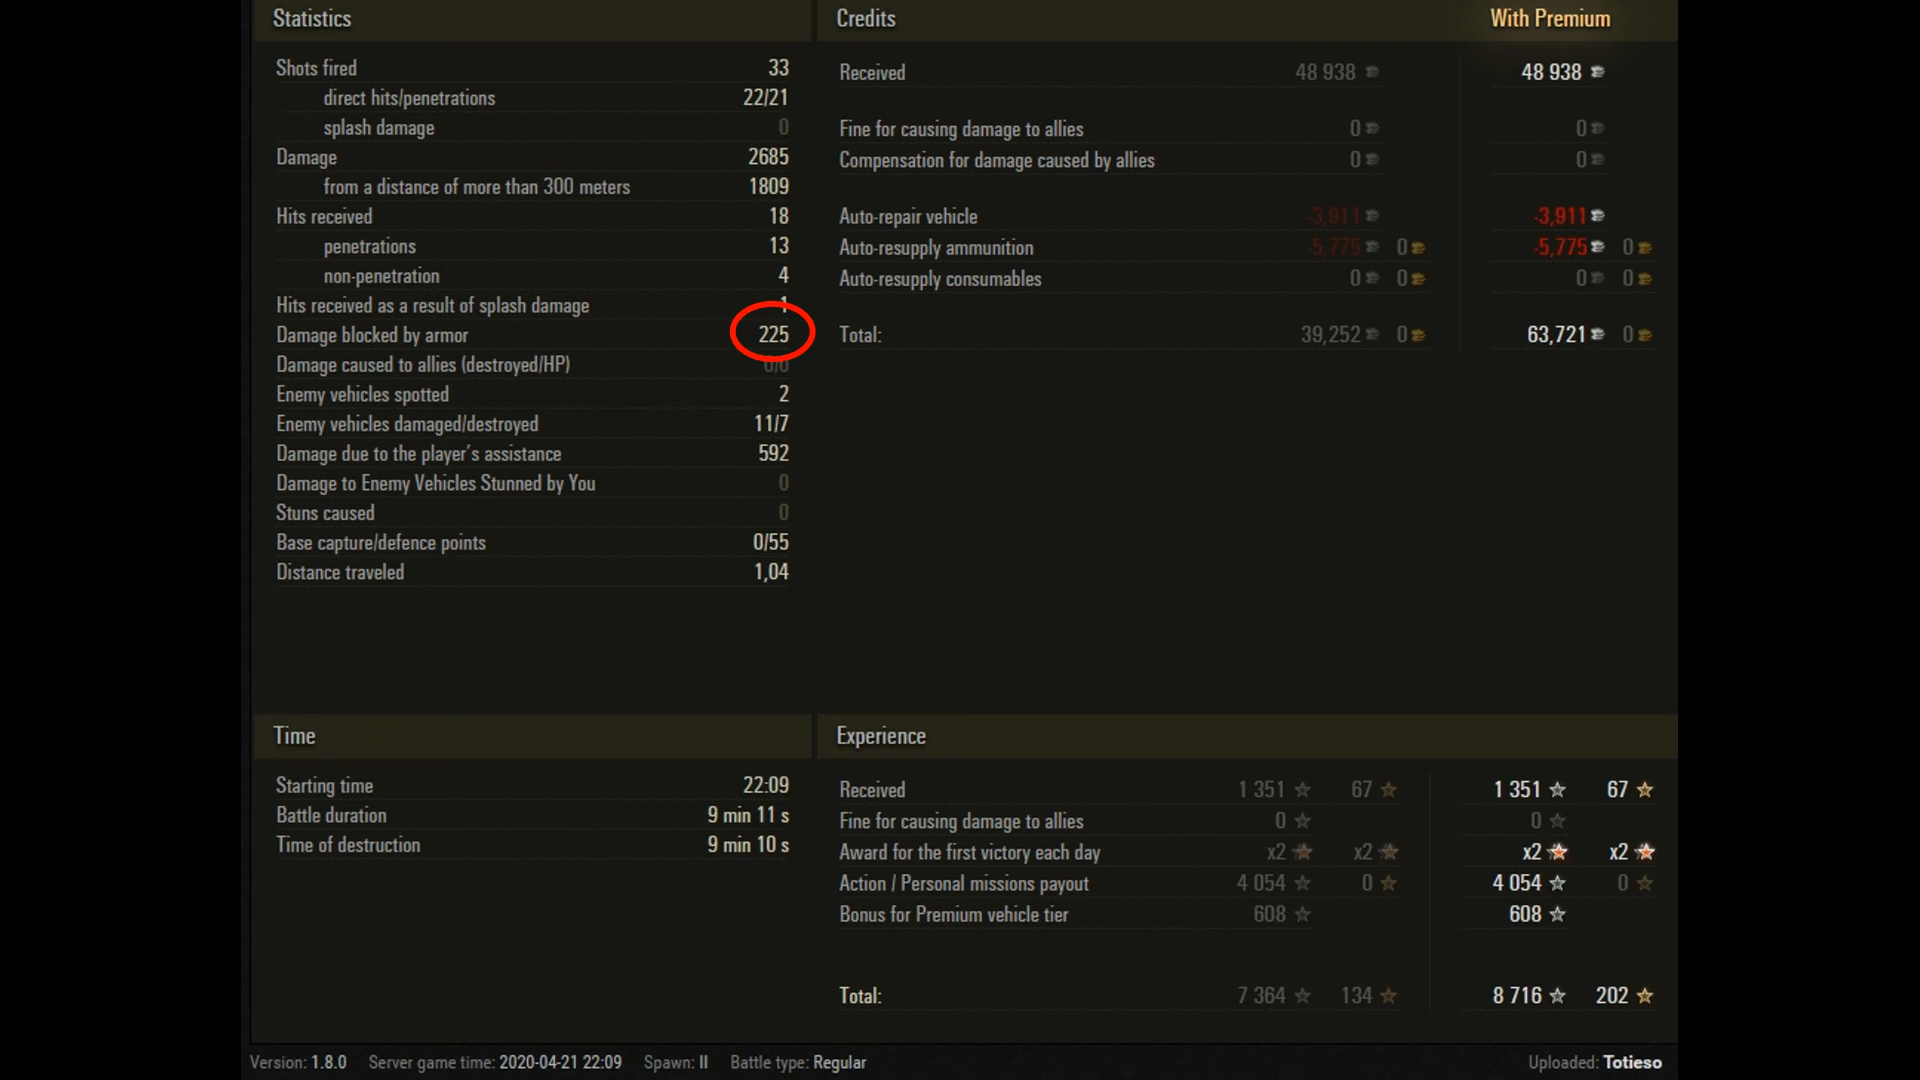 Statistics
Shots fired 33
direct hits/penetrations 22/21
splash damage 0
Damage 2685
from a distance of more than 300 meters 1809
Hits received 18
penetrations 13
non-penetration 4
Hits received as a result of splash damage 1
Damage blocked by armor 225
Damage caused to allies (destroyed/HP) 0/0
Enemy vehicles spotted 2
Enemy vehicles damaged/destroyed 11/7
Damage due to the player's assistance 592
Damage to Enemy Vehicles Stunned by You 0
Stuns caused 0
Base capture/defence points 0/55
Distance traveled 1,04
Credits With Premium
Received 48 938 48 938
Fine for causing damage to allies 0 0
Compensation for damage caused by allies 0 0
Auto-repair vehicle -3,911 -3,911
Auto-resupply ammunition -5,775 0 -5,775 0
Auto-resupply consumables 0 0 0 0
Total: 39,252 0 63,721 0
Time
Starting time 22:09
Battle duration 9 min 11 s
Time of destruction 9 min 10 s
Experience
Received 1 351 67 1 351 67
Fine for causing damage to allies 0 0
Award for the first victory each day x2 x2 x2 x2
Action / Personal missions payout 4 054 0 4 054 0
Bonus for Premium vehicle tier 608 608
Total: 7 364 134 8 716 202
Version: 1.8.0 Server game time: 2020-04-21 22:09 Spawn: II Battle type: Regular Uploaded: Totieso